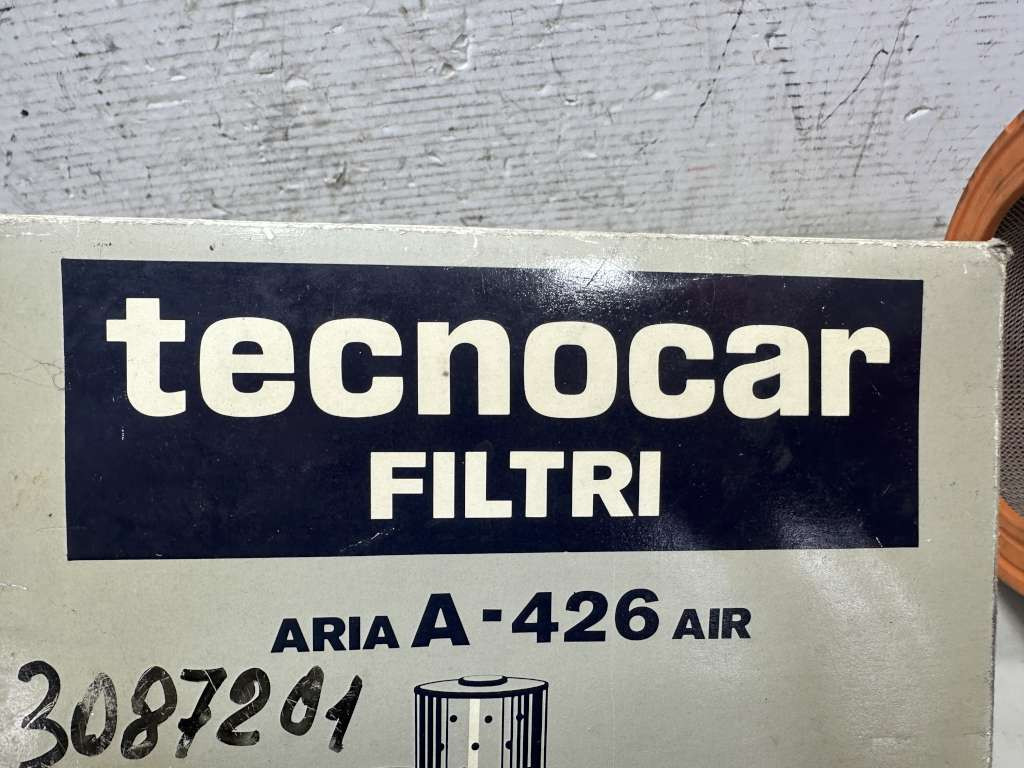 tecnocar
FILTRI
ARIA A-426 AIR
3087201